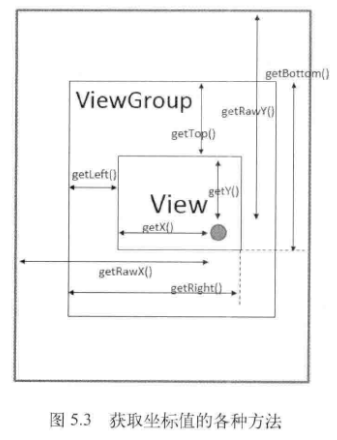 getBottom()
ViewGroup
getRawY()
getTop()
getLeft()
getY()
View
getX()
getRawX()
getRight()
图 5.3 获取坐标值的各种方法